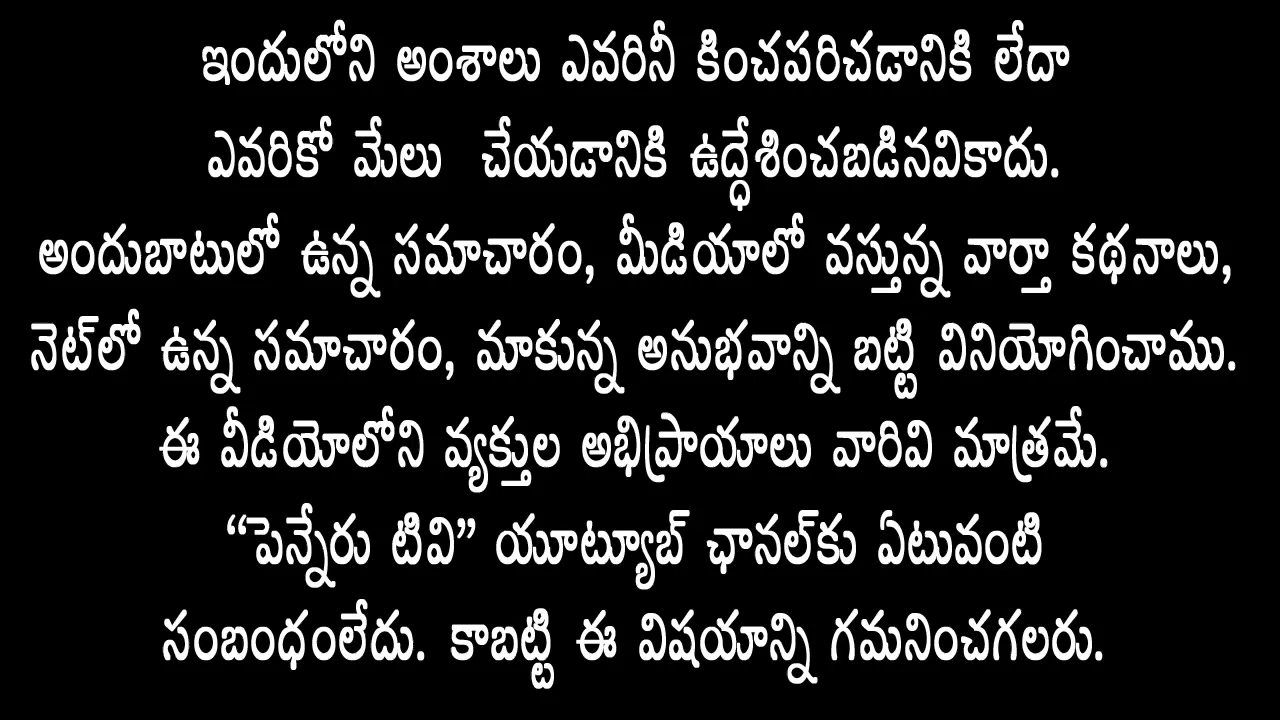 ఇందులోని అంశాలు ఎవరినీ కించపరిచడానికి లేదా
ఎవరికో మేలు చేయడానికి ఉద్ధేశించబడినవికాదు.
అందుబాటులో ఉన్న సమాచారం, మీడియాలో వస్తున్న వార్తా కథనాలు,
నెట్‌లో ఉన్న సమాచారం, మాకున్న అనుభవాన్ని బట్టి వినియోగించాము.
ఈ వీడియోలోని వ్యక్తుల అభిప్రాయాలు వారివి మాత్రమే.
“పెన్నేరు టివి” యూట్యూబ్ ఛానల్‌కు ఏటువంటి
సంబంధంలేదు. కాబట్టి ఈ విషయాన్ని గమనించగలరు.